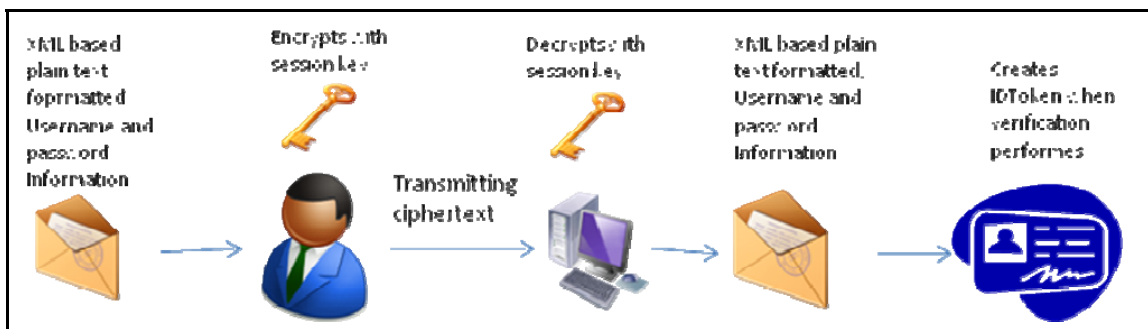 XML based
plain text
foprmatted
Username and
password
Information
Encrypts with
session key
Transmitting
ciphertext
Decrypts with
session key
XML based plain
text formatted,
Username and
password
Information
Creates
IDToken when
verification
performes